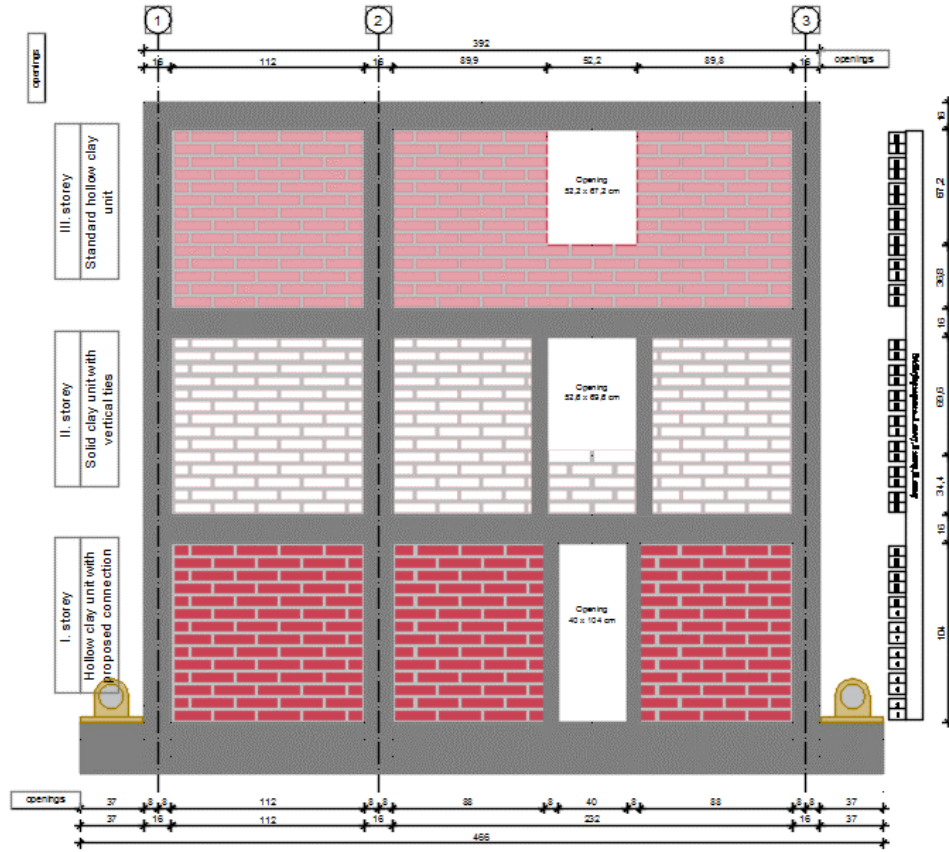 1
2
3
392
openings
16
112
16
89,9
52,2
89,8
16
openings
16
III. storey
Standard hollow clay
unit
Opening
52,2 x 67,2 cm
67,2
36,8
16
II. storey
Solid clay unit with
vertical ties
Opening
52,6 x 69,6 cm
69,6
34,4
16
I. storey
Hollow clay unit with
proposed connection
Opening
40 x 104 cm
104
openings
37
8
8
112
8
8
88
8
40
8
88
8
8
37
37
16
112
16
232
16
37
466